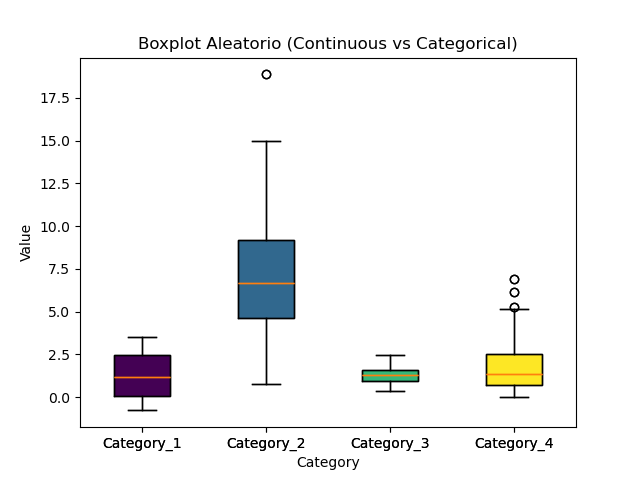 Boxplot Aleatorio (Continuous vs Categorical)
Value
17.5
15.0
12.5
10.0
7.5
5.0
2.5
0.0
Category_1 Category_2 Category_3 Category_4
Category